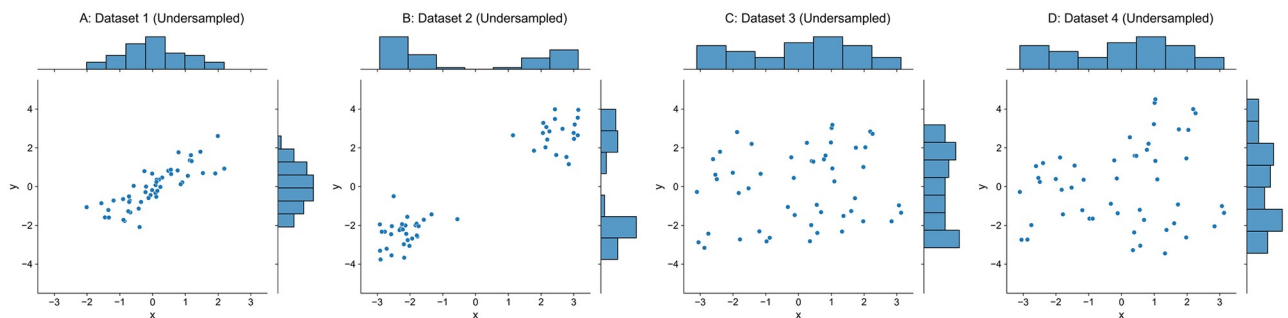 A: Dataset 1 (Undersampled)
y
4
2
0
−2
−4
−3 −2 −1 0 1 2 3
x
B: Dataset 2 (Undersampled)
y
4
2
0
−2
−4
−3 −2 −1 0 1 2 3
x
C: Dataset 3 (Undersampled)
y
4
2
0
−2
−4
−3 −2 −1 0 1 2 3
x
D: Dataset 4 (Undersampled)
y
4
2
0
−2
−4
−3 −2 −1 0 1 2 3
x